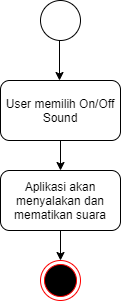 User memilih On/Off
Sound
Aplikasi akan
menyalakan dan
mematikan suara